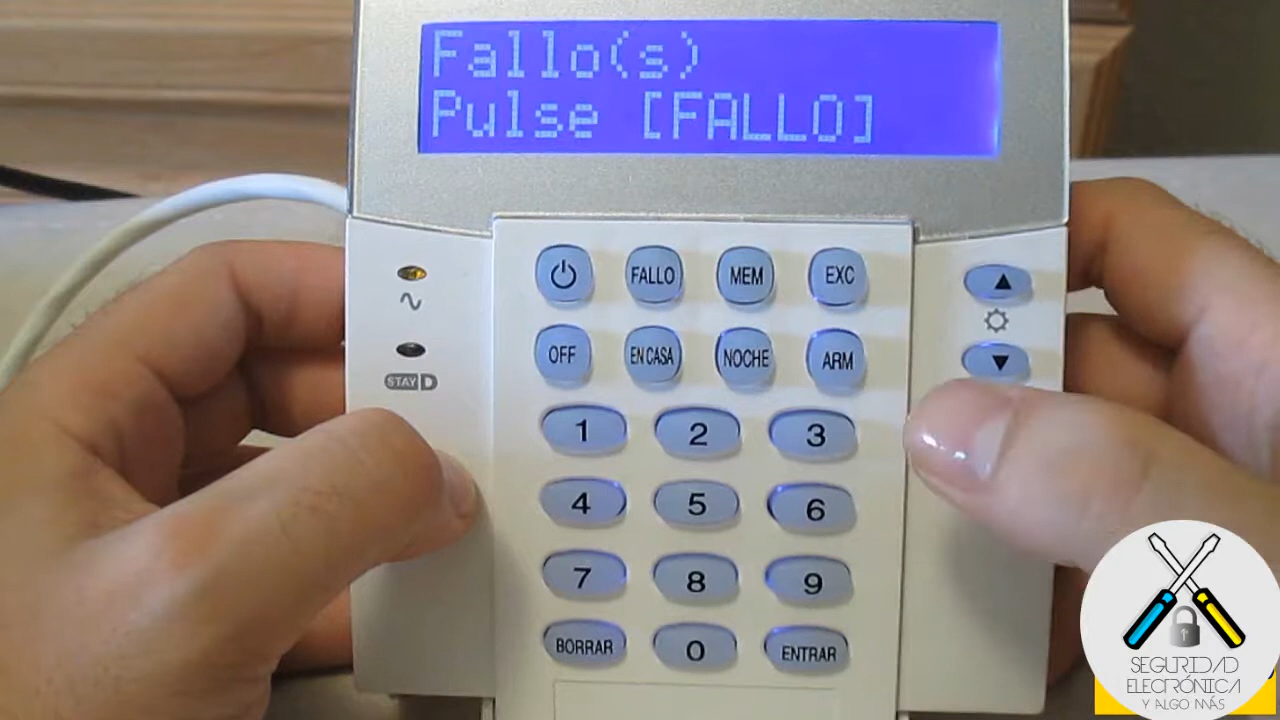 Fallo(s)
Pulse [FALLO]
FALLO MEM EXC
OFF EN CASA NOCHE ARM
STAY D
1 2 3
4 5 6
7 8 9
BORRAR 0 ENTRAR
SEGURIDAD
ELECTRÓNICA
Y ALGO MÁS